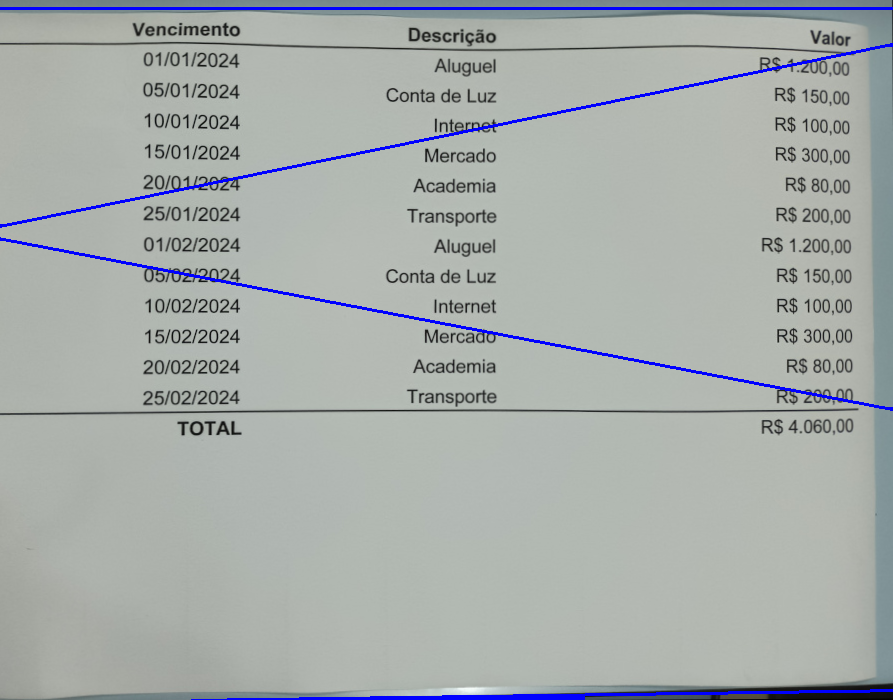 Vencimento Descrição Valor
01/01/2024 Aluguel R$ 1.200,00
05/01/2024 Conta de Luz R$ 150,00
10/01/2024 Internet R$ 100,00
15/01/2024 Mercado R$ 300,00
20/01/2024 Academia R$ 80,00
25/01/2024 Transporte R$ 200,00
01/02/2024 Aluguel R$ 1.200,00
05/02/2024 Conta de Luz R$ 150,00
10/02/2024 Internet R$ 100,00
15/02/2024 Mercado R$ 300,00
20/02/2024 Academia R$ 80,00
25/02/2024 Transporte R$ 200,00
TOTAL R$ 4.060,00